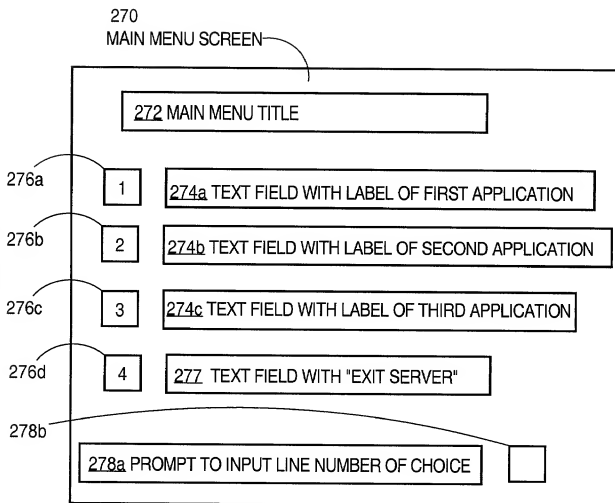 270
MAIN MENU SCREEN
272 MAIN MENU TITLE
276a 1 274a TEXT FIELD WITH LABEL OF FIRST APPLICATION
276b 2 274b TEXT FIELD WITH LABEL OF SECOND APPLICATION
276c 3 274c TEXT FIELD WITH LABEL OF THIRD APPLICATION
276d 4 277 TEXT FIELD WITH "EXIT SERVER"
278b
278a PROMPT TO INPUT LINE NUMBER OF CHOICE